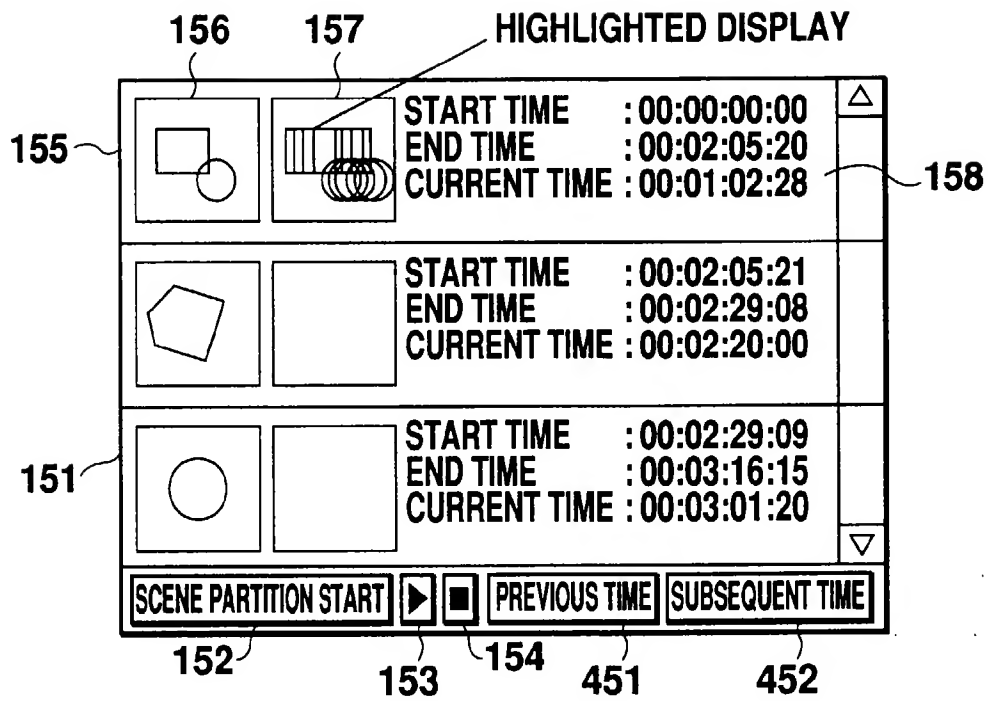 156 157 HIGHLIGHTED DISPLAY
155
START TIME :00:00:00:00
END TIME :00:02:05:20
CURRENT TIME :00:01:02:28
158
START TIME :00:02:05:21
END TIME :00:02:29:08
CURRENT TIME :00:02:20:00
151
START TIME :00:02:29:09
END TIME :00:03:16:15
CURRENT TIME :00:03:01:20
SCENE PARTITION START PREVIOUS TIME SUBSEQUENT TIME
152 153 154 451 452